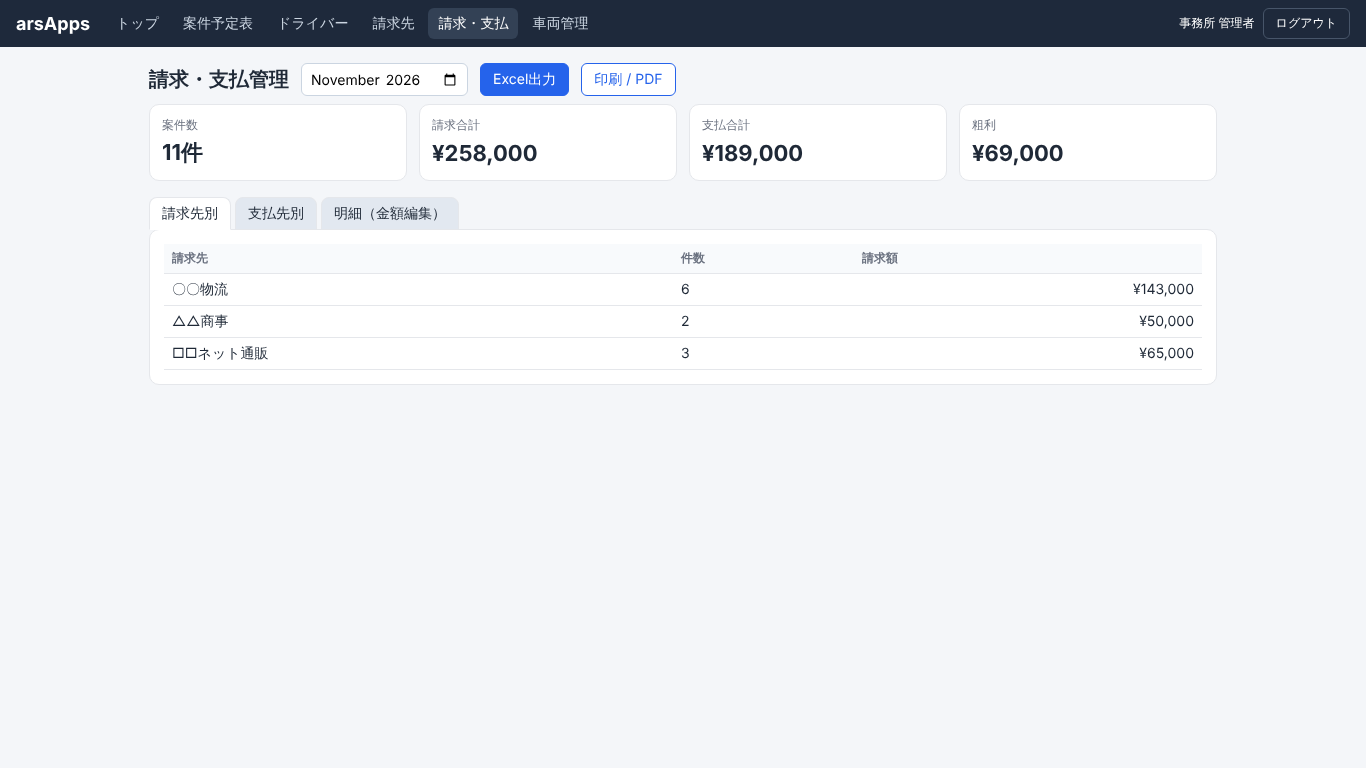 arsApps トップ 案件予定表 ドライバー 請求先 請求・支払 車両管理 事務所 管理者 ログアウト
請求・支払管理 November 2026 Excel出力 印刷 / PDF
案件数 請求合計 支払合計 粗利
11件 ¥258,000 ¥189,000 ¥69,000
請求先別 支払先別 明細（金額編集）
請求先 件数 請求額
〇〇物流 6 ¥143,000
△△商事 2 ¥50,000
□□ネット通販 3 ¥65,000